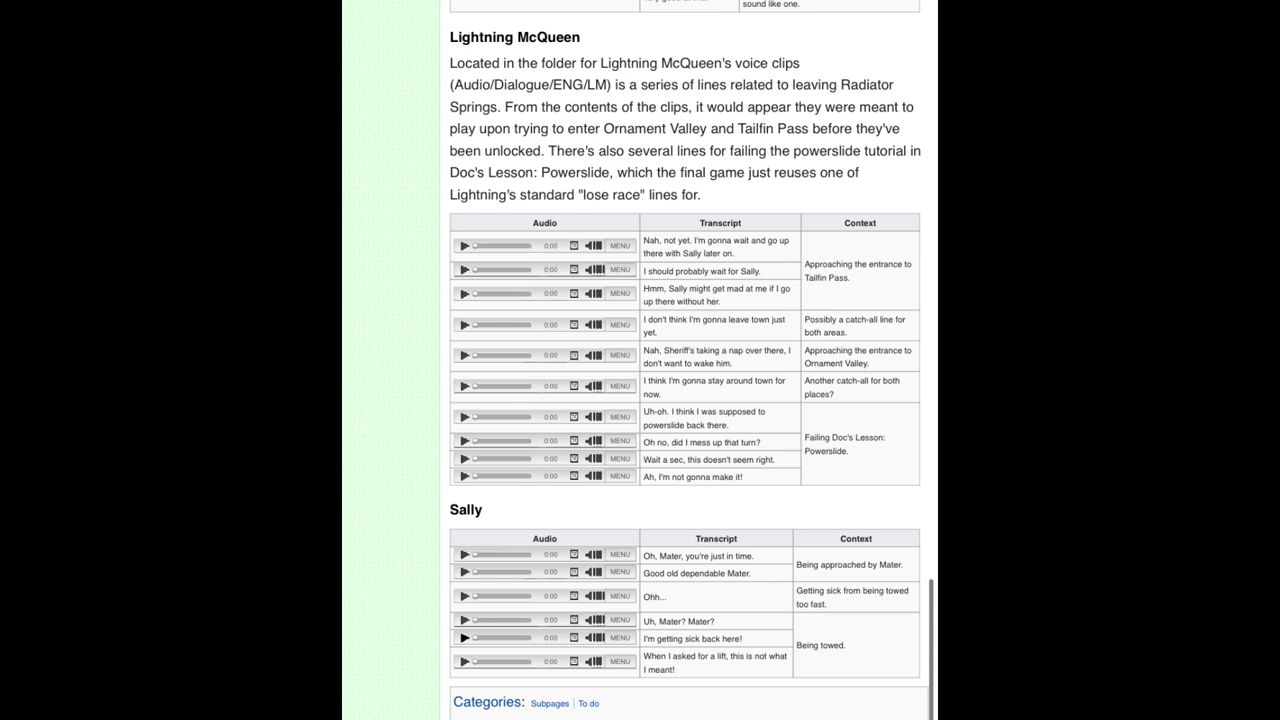 sound like one.
Lightning McQueen
Located in the folder for Lightning McQueen's voice clips
(Audio/Dialogue/ENG/LM) is a series of lines related to leaving Radiator
Springs. From the contents of the clips, it would appear they were meant to
play upon trying to enter Ornament Valley and Tailfin Pass before they've
been unlocked. There's also several lines for failing the powerslide tutorial in
Doc's Lesson: Powerslide, which the final game just reuses one of
Lightning's standard "lose race" lines for.
Audio Transcript Context
0:00 MENU Nah, not yet. I'm gonna wait and go up
there with Sally later on.
Approaching the entrance to
Tailfin Pass.
0:00 MENU I should probably wait for Sally.
0:00 MENU Hmm, Sally might get mad at me if I go
up there without her.
0:00 MENU I don't think I'm gonna leave town just
yet.
Possibly a catch-all line for
both areas.
0:00 MENU Nah, Sheriff's taking a nap over there, I
don't want to wake him.
Approaching the entrance to
Ornament Valley.
0:00 MENU I think I'm gonna stay around town for
now.
Another catch-all for both
places?
0:00 MENU Uh-oh. I think I was supposed to
powerslide back there.
Failing Doc's Lesson:
Powerslide.
0:00 MENU Oh no, did I mess up that turn?
0:00 MENU Wait a sec, this doesn't seem right.
0:00 MENU Ah, I'm not gonna make it!
Sally
Audio Transcript Context
0:00 MENU Oh, Mater, you're just in time.
Being approached by Mater.
0:00 MENU Good old dependable Mater.
0:00 MENU Ohh...
Getting sick from being towed
too fast.
0:00 MENU Uh, Mater? Mater?
0:00 MENU I'm getting sick back here!
Being towed.
0:00 MENU When I asked for a lift, this is not what
I meant!
Categories: Subpages | To do